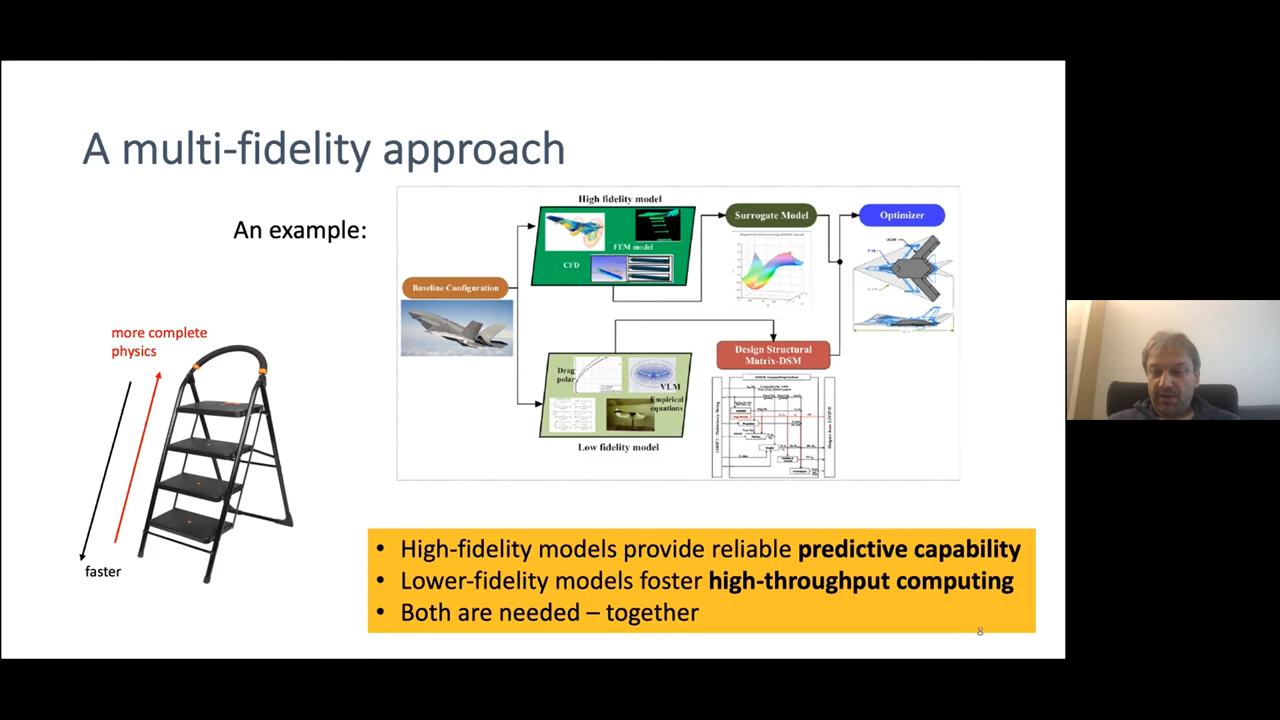 A multi-fidelity approach
An example:
more complete
physics
faster
Baseline Configuration
High fidelity model
FEM model
CFD
Surrogate Model
Optimizer
Drag
polar
VLM
Empirical
equations
Low fidelity model
Design Structural
Matrix-DSM
• High-fidelity models provide reliable predictive capability
• Lower-fidelity models foster high-throughput computing
• Both are needed – together
8